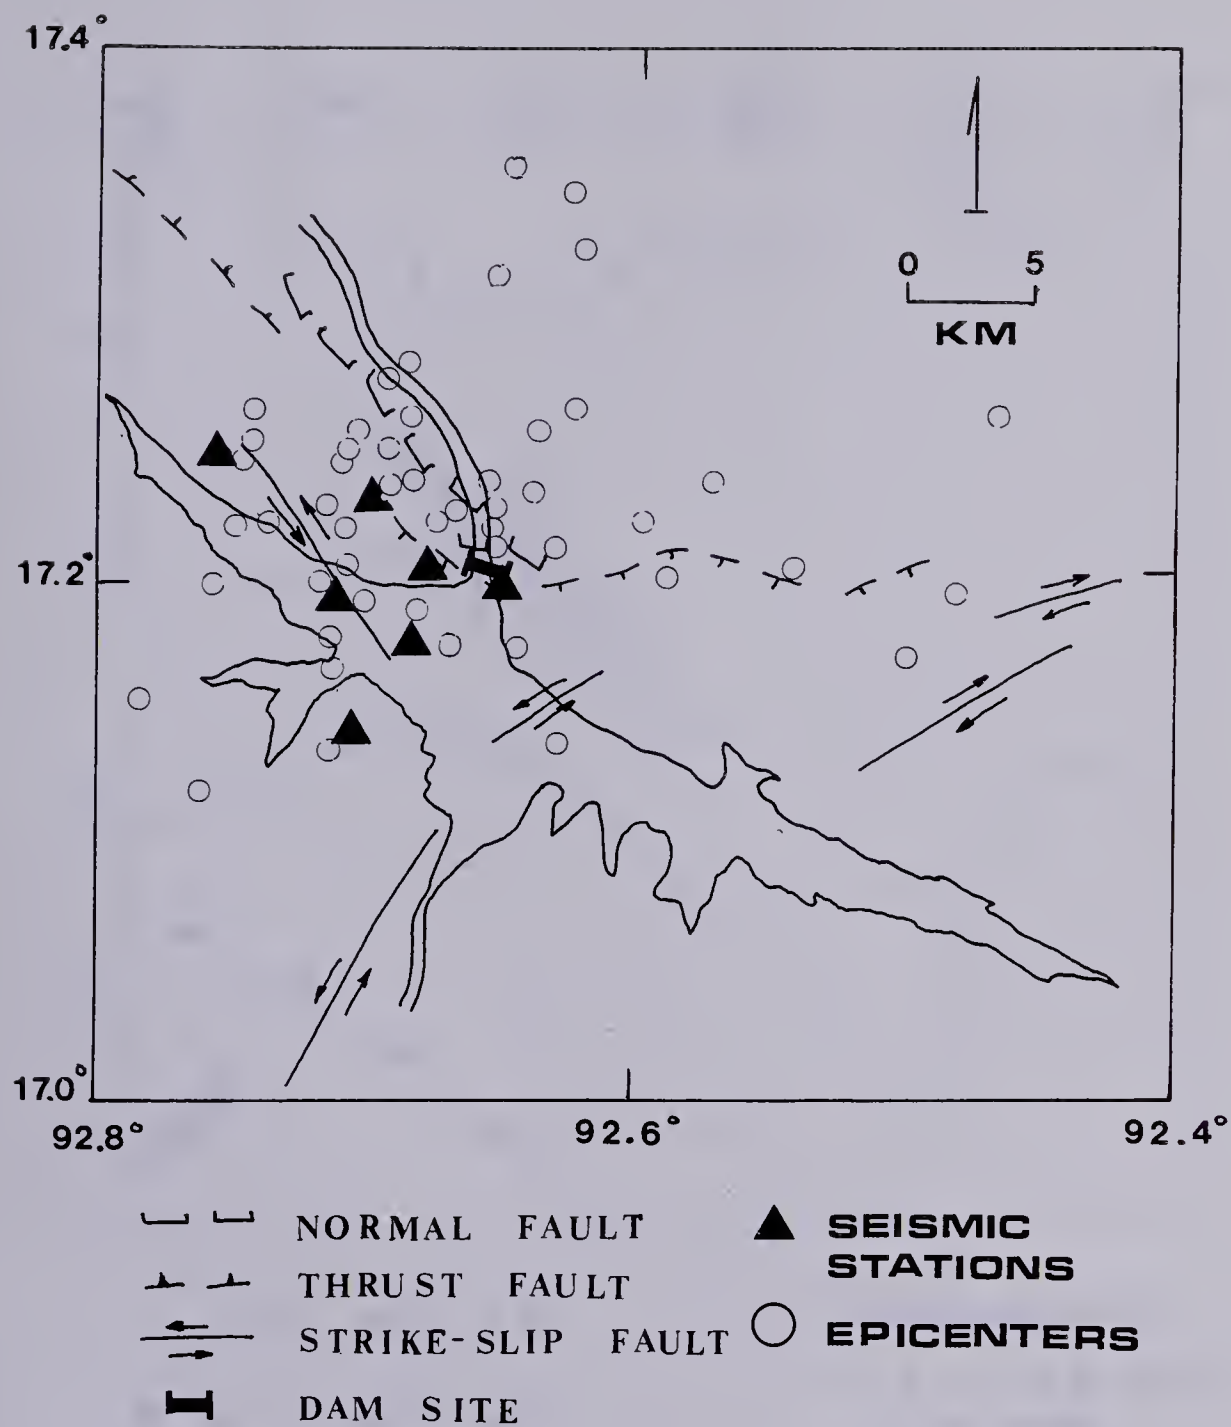 17.4°
0 5
KM
17.2°
17.0°
92.8° 92.6° 92.4°
NORMAL FAULT
THRUST FAULT
STRIKE-SLIP FAULT
DAM SITE
SEISMIC
STATIONS
EPICENTERS